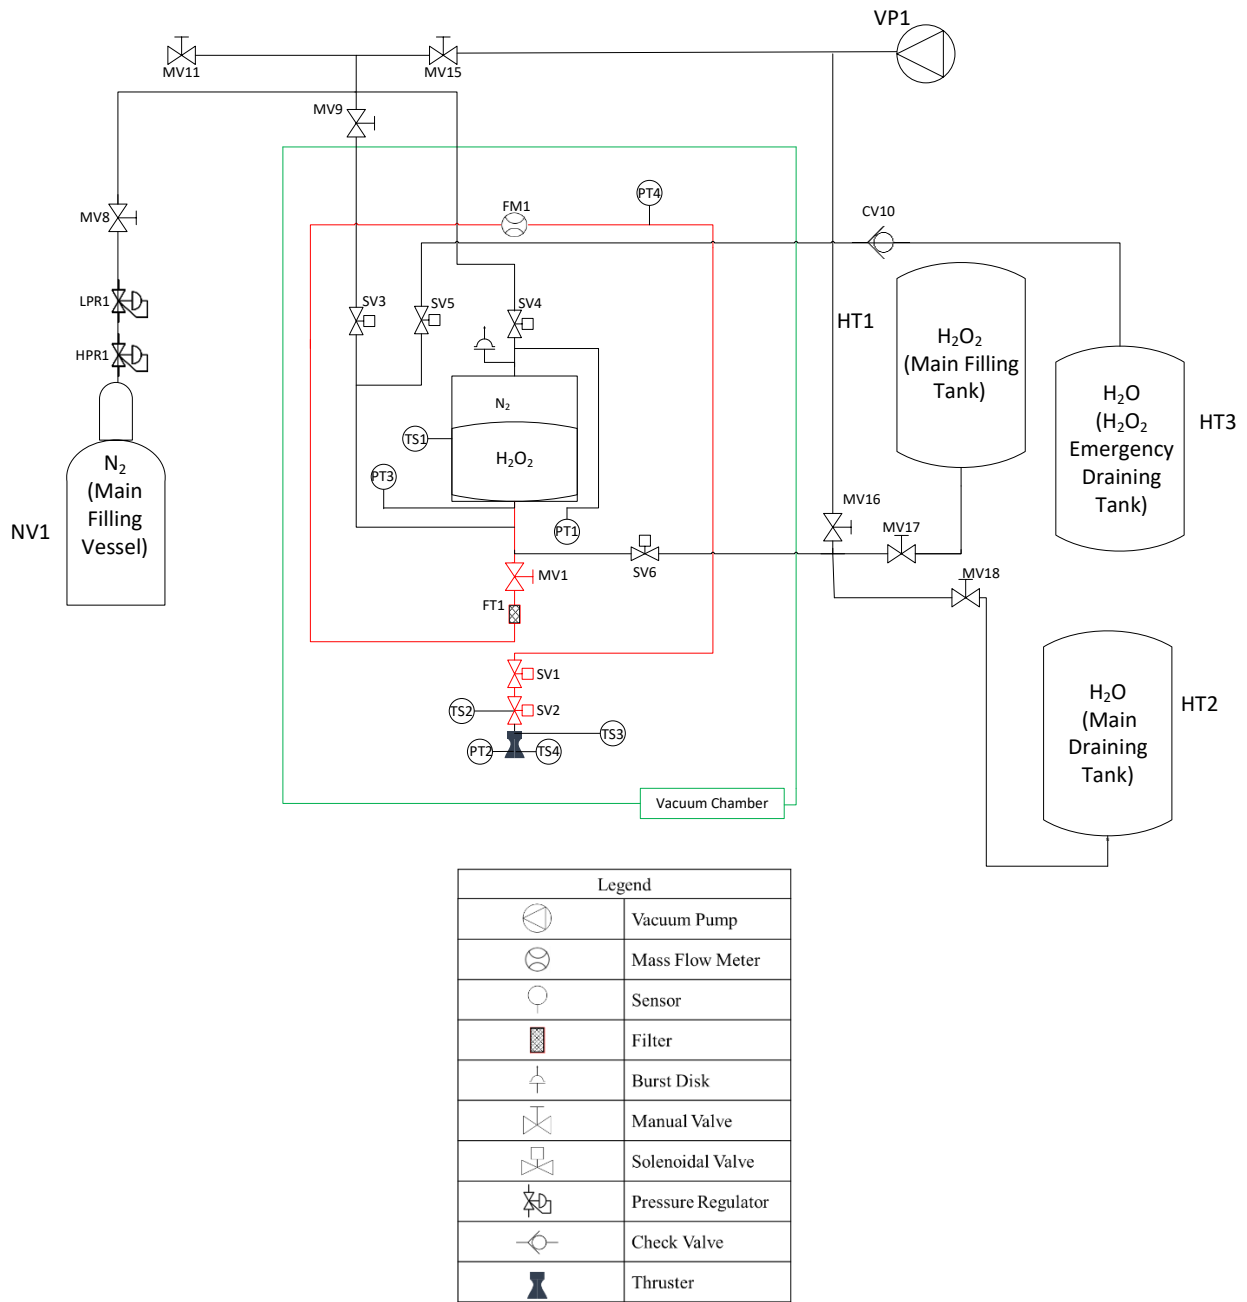 VP1
MV11
MV15
MV9
PT4
FM1
CV10
MV8
SV3
SV5
SV4
LPR1
HPR1
HT1
H₂O₂
(Main Filling
Tank)
H₂O
(H₂O₂
Emergency
Draining
Tank)
HT3
N₂
TS1
H₂O₂
PT3
PT1
N₂
(Main
Filling
Vessel)
NV1
MV16
MV17
SV6
MV1
MV18
FT1
SV1
TS2
SV2
TS3
PT2
TS4
H₂O
(Main
Draining
Tank)
HT2
Vacuum Chamber
Legend
Vacuum Pump
Mass Flow Meter
Sensor
Filter
Burst Disk
Manual Valve
Solenoidal Valve
Pressure Regulator
Check Valve
Thruster